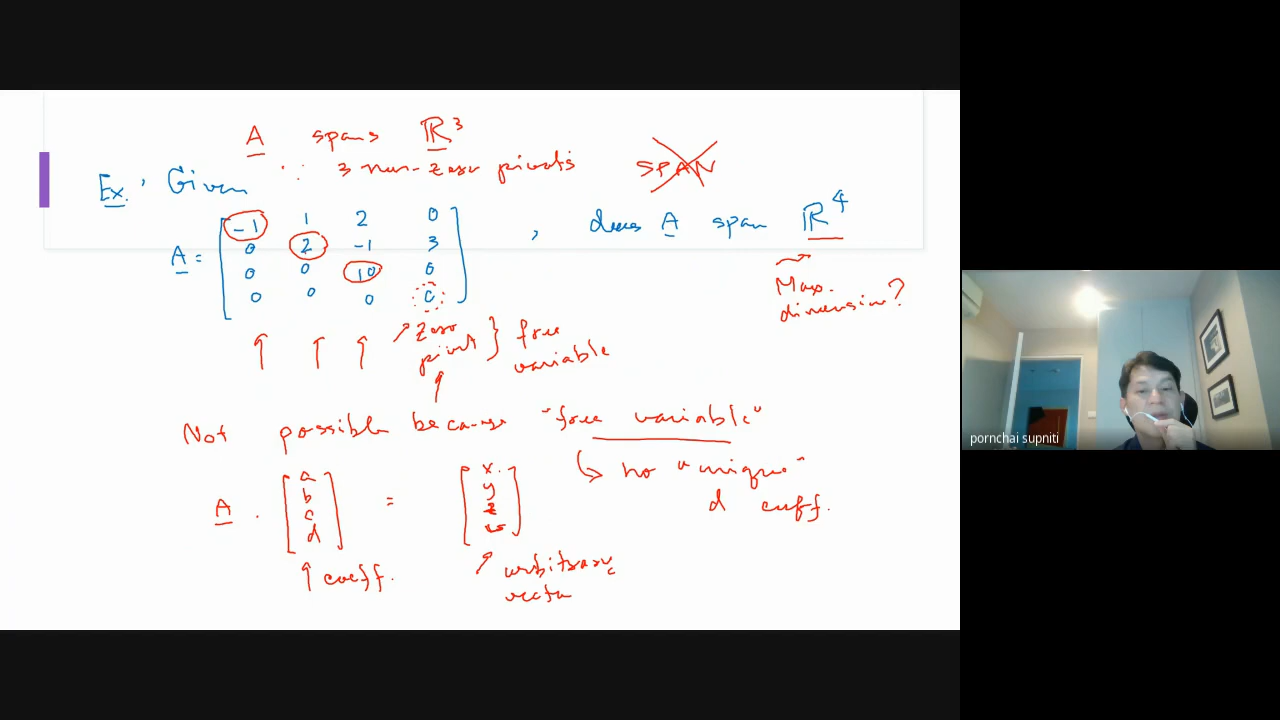 A spans ℝ³
Ex. Given ∵ 3 non-zero pivots SPAN
A = [-1 1 2 0 , does A span ℝ⁴
0 2 -1 3
0 0 10 0
0 0 0 0]
Max. dimension?
zero pivot } free variable
Not possible because "free variable"
↳ no "unique" d coeff.
A . [a b c d] = [x y z w]
↑ coeff.
arbitrary vector
pornchai supniti